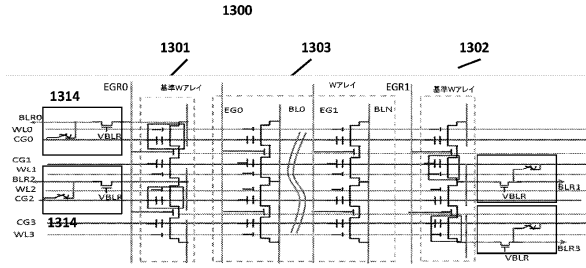 1300
1301
1303
1302
1314
EGR0
基準Wアレイ
Wアレイ
EGR1
基準Wアレイ
BLR0
WL0
CG0
VBLR
EG0
BL0
EG1
BLN
CG1
WL1
BLR2
WL2
CG2
VBLR
1314
CG3
WL3
BLR1
VBLR
BLR3
VBLR